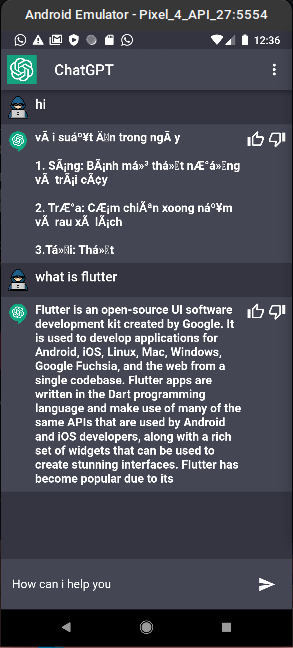 Android Emulator - Pixel_4_API_27:5554
12:36
ChatGPT
hi
vÃ i suáº¥t Äƒn trong ngÃ y
1. SÃ¡ng: BÃ¡nh má»³ thá»‹t nÆ°á»›ng
vÃ  trÃ¡i cÃ¢y
2. TrÆ°a: CÆ¡m chiÃªn xoong náº¥m
vÃ  rau xÃ  lÃ¡ch
3.Tá»‘i: Thá»‹t
what is flutter
Flutter is an open-source UI software
development kit created by Google. It
is used to develop applications for
Android, iOS, Linux, Mac, Windows,
Google Fuchsia, and the web from a
single codebase. Flutter apps are
written in the Dart programming
language and make use of many of the
same APIs that are used by Android
and iOS developers, along with a rich
set of widgets that can be used to
create stunning interfaces. Flutter has
become popular due to its
How can i help you